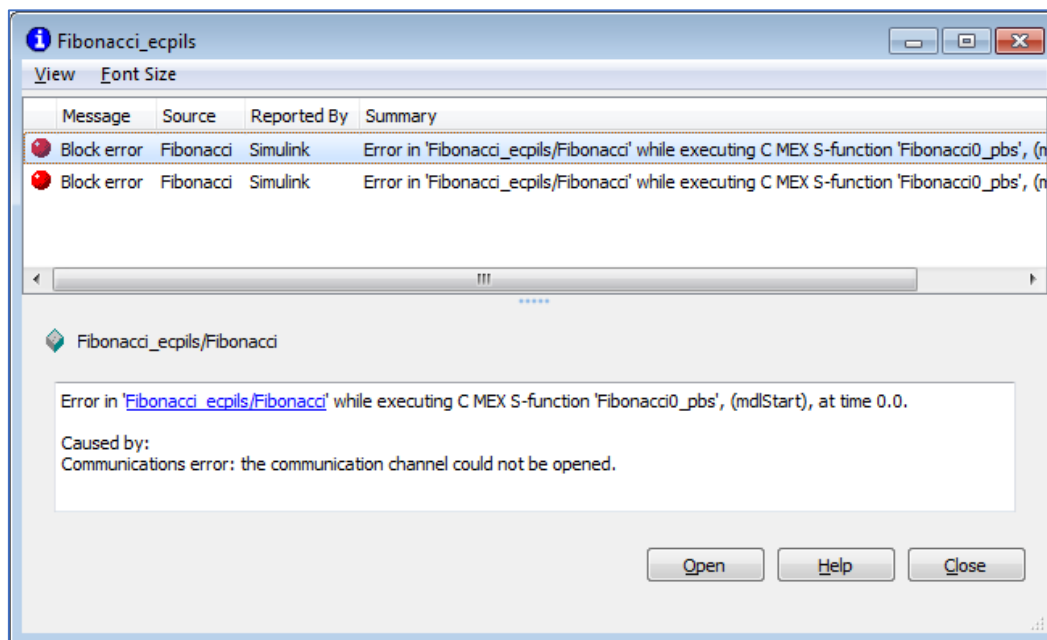 Fibonacci_ecpils
View Font Size
Message Source Reported By Summary
Block error Fibonacci Simulink Error in 'Fibonacci_ecpils/Fibonacci' while executing C MEX S-function 'Fibonacci0_pbs', (m
Block error Fibonacci Simulink Error in 'Fibonacci_ecpils/Fibonacci' while executing C MEX S-function 'Fibonacci0_pbs', (m
Fibonacci_ecpils/Fibonacci
Error in 'Fibonacci_ecpils/Fibonacci' while executing C MEX S-function 'Fibonacci0_pbs', (mdlStart), at time 0.0.
Caused by:
Communications error: the communication channel could not be opened.
Open Help Close